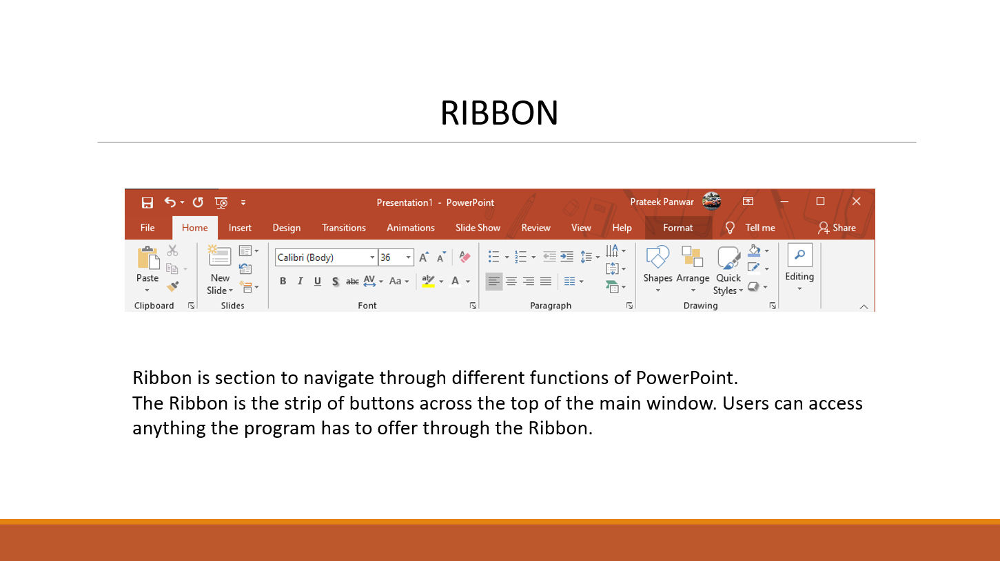 RIBBON
Presentation1 - PowerPoint
Prateek Panwar
File Home Insert Design Transitions Animations Slide Show Review View Help Format Tell me Share
Calibri (Body) 36
Paste New Slide B I U S abc AV Aa aby A Shapes Arrange Quick Styles Editing
Clipboard Slides Font Paragraph Drawing
Ribbon is section to navigate through different functions of PowerPoint.
The Ribbon is the strip of buttons across the top of the main window. Users can access
anything the program has to offer through the Ribbon.